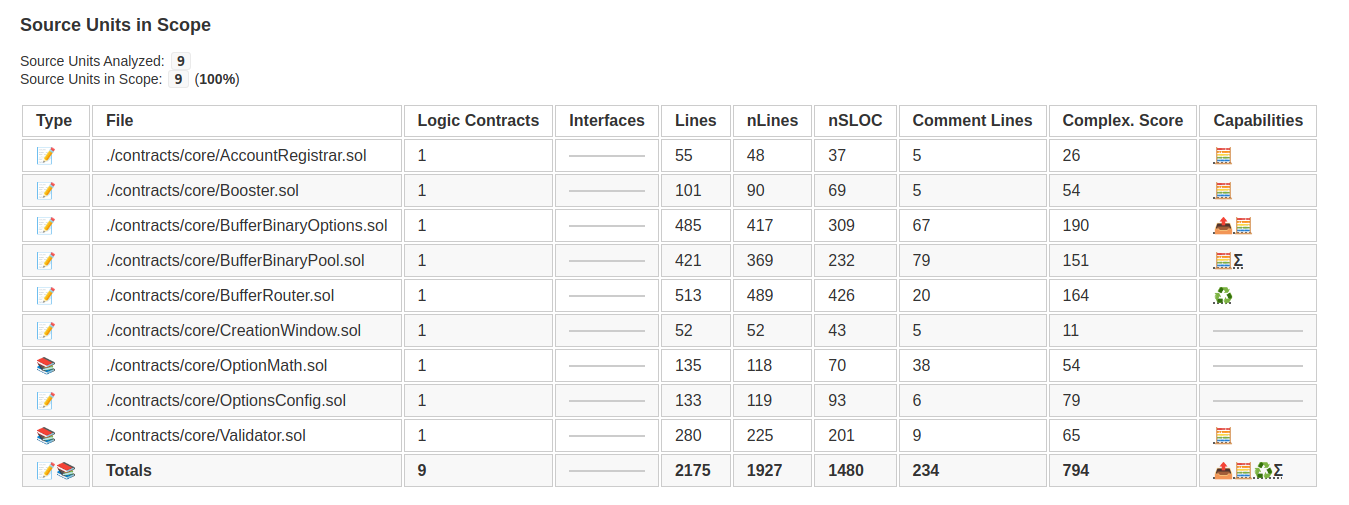 Source Units in Scope
Source Units Analyzed: 9
Source Units in Scope: 9 (100%)
Type File Logic Contracts Interfaces Lines nLines nSLOC Comment Lines Complex. Score Capabilities
📝 ./contracts/core/AccountRegistrar.sol 1 55 48 37 5 26 🧮
📝 ./contracts/core/Booster.sol 1 101 90 69 5 54 🧮
📝 ./contracts/core/BufferBinaryOptions.sol 1 485 417 309 67 190 📤🧮
📝 ./contracts/core/BufferBinaryPool.sol 1 421 369 232 79 151 🧮Σ
📝 ./contracts/core/BufferRouter.sol 1 513 489 426 20 164 ♻️
📝 ./contracts/core/CreationWindow.sol 1 52 52 43 5 11
📚 ./contracts/core/OptionMath.sol 1 135 118 70 38 54
📝 ./contracts/core/OptionsConfig.sol 1 133 119 93 6 79
📚 ./contracts/core/Validator.sol 1 280 225 201 9 65 🧮
📝📚 Totals 9 2175 1927 1480 234 794 📤🧮♻️Σ